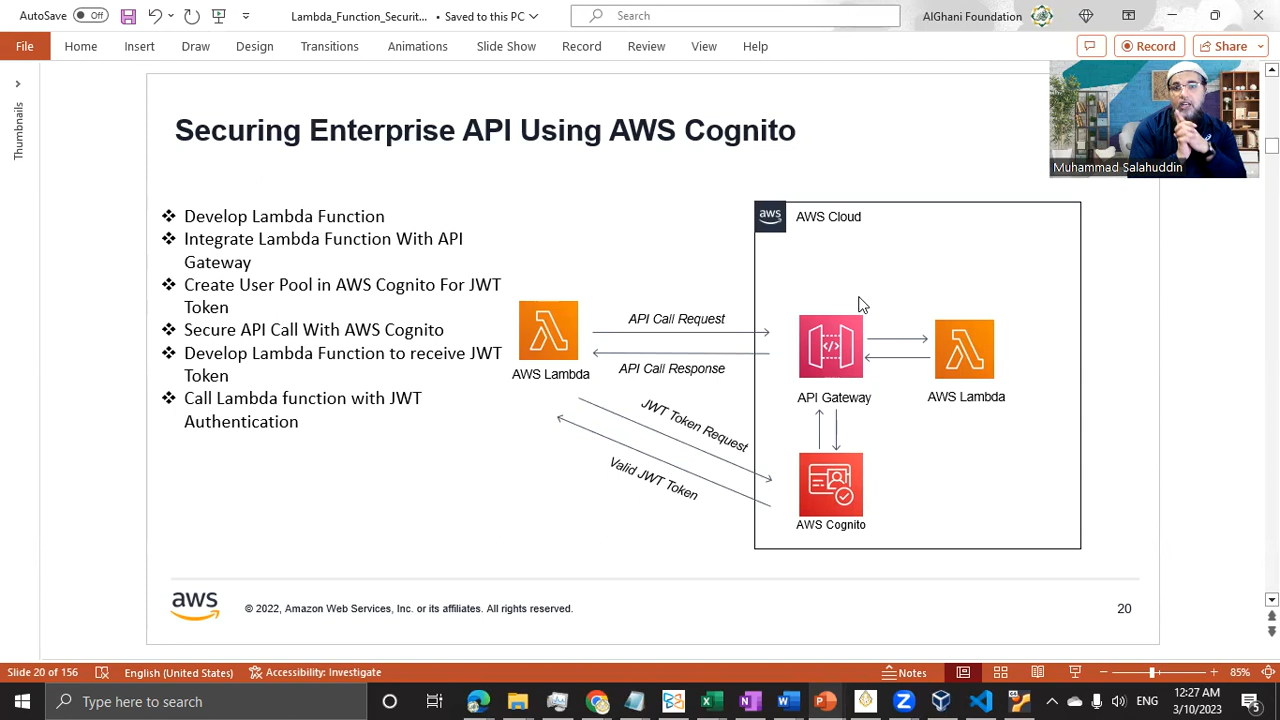 AutoSave Off
Lambda_Function_Securit... • Saved to this PC
Search
AlGhani Foundation
File Home Insert Draw Design Transitions Animations Slide Show Record Review View Help
Record Share
Thumbnails
Muhammad Salahuddin
Securing Enterprise API Using AWS Cognito
❖ Develop Lambda Function
❖ Integrate Lambda Function With API
Gateway
❖ Create User Pool in AWS Cognito For JWT
Token
❖ Secure API Call With AWS Cognito
❖ Develop Lambda Function to receive JWT
Token
❖ Call Lambda function with JWT
Authentication
aws
AWS Cloud
API Call Request
API Call Response
AWS Lambda
JWT Token Request
Valid JWT Token
API Gateway
AWS Lambda
AWS Cognito
aws
© 2022, Amazon Web Services, Inc. or its affiliates. All rights reserved.
20
Slide 20 of 156
English (United States)
Accessibility: Investigate
Notes
85%
Type here to search
ENG
12:27 AM
3/10/2023
5